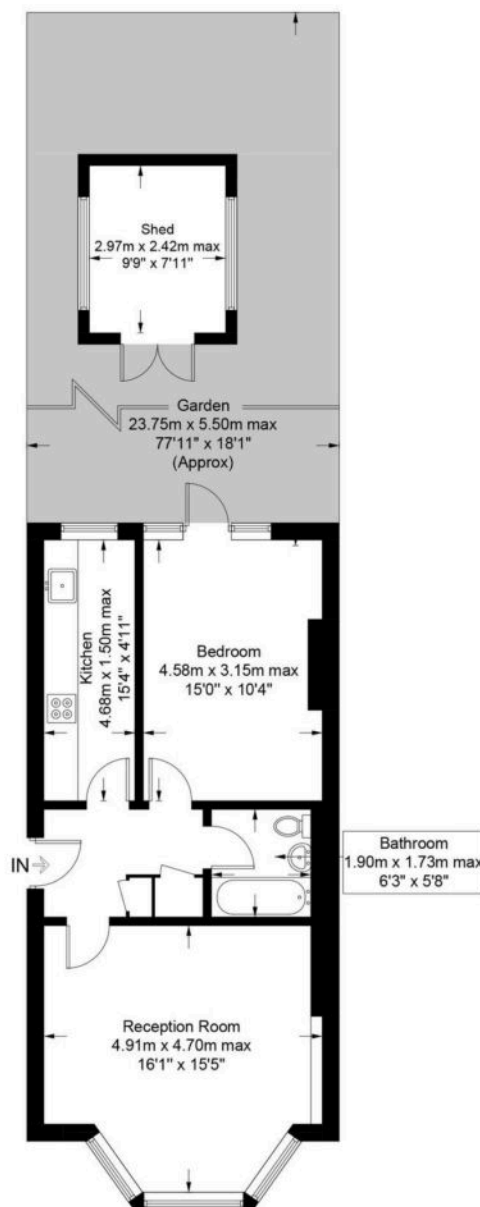 Shed
2.97m x 2.42m max
9'9" x 7'11"
Garden
23.75m x 5.50m max
77'11" x 18'1"
(Approx)
Kitchen
4.68m x 1.50m max
15'4" x 4'11"
Bedroom
4.58m x 3.15m max
15'0" x 10'4"
IN
Bathroom
1.90m x 1.73m max
6'3" x 5'8"
Reception Room
4.91m x 4.70m max
16'1" x 15'5"